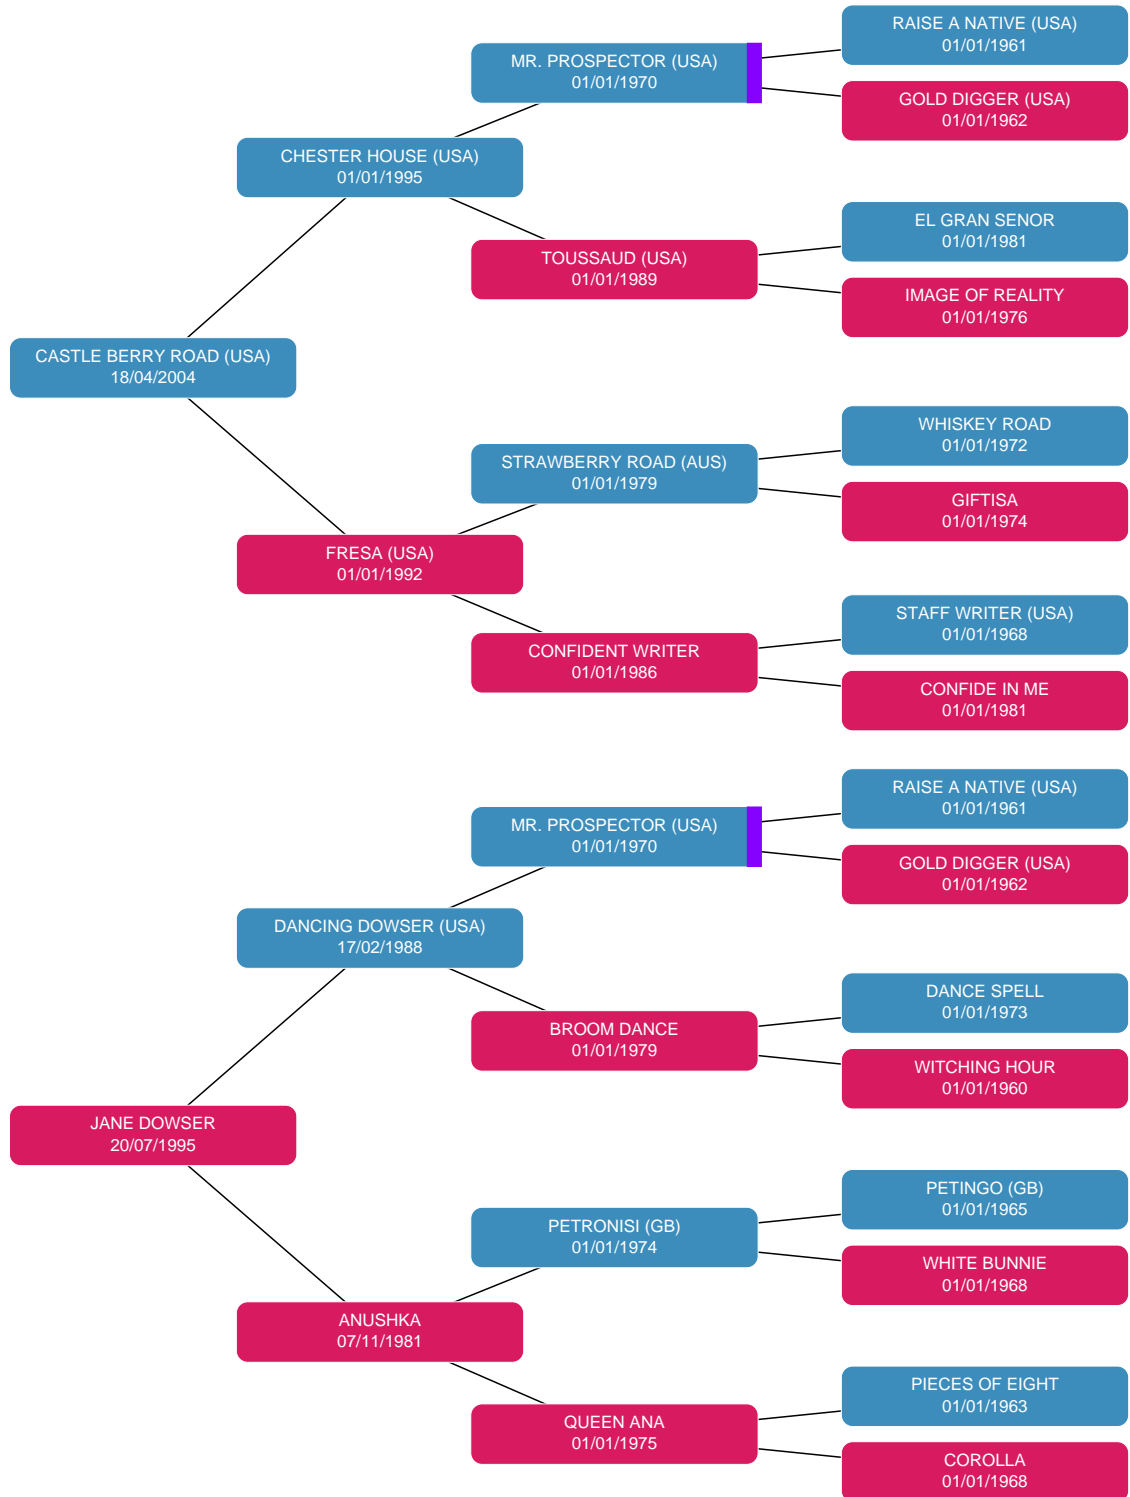 RAISE A NATIVE (USA)
01/01/1961
MR. PROSPECTOR (USA)
01/01/1970
GOLD DIGGER (USA)
01/01/1962
CHESTER HOUSE (USA)
01/01/1995
EL GRAN SENOR
01/01/1981
TOUSSAUD (USA)
01/01/1989
IMAGE OF REALITY
01/01/1976
CASTLE BERRY ROAD (USA)
18/04/2004
WHISKEY ROAD
01/01/1972
STRAWBERRY ROAD (AUS)
01/01/1979
GIFTISA
01/01/1974
FRESA (USA)
01/01/1992
STAFF WRITER (USA)
01/01/1968
CONFIDENT WRITER
01/01/1986
CONFIDE IN ME
01/01/1981
RAISE A NATIVE (USA)
01/01/1961
MR. PROSPECTOR (USA)
01/01/1970
GOLD DIGGER (USA)
01/01/1962
DANCING DOWSER (USA)
17/02/1988
DANCE SPELL
01/01/1973
BROOM DANCE
01/01/1979
WITCHING HOUR
01/01/1960
JANE DOWSER
20/07/1995
PETINGO (GB)
01/01/1965
PETRONISI (GB)
01/01/1974
WHITE BUNNIE
01/01/1968
ANUSHKA
07/11/1981
PIECES OF EIGHT
01/01/1963
QUEEN ANA
01/01/1975
COROLLA
01/01/1968